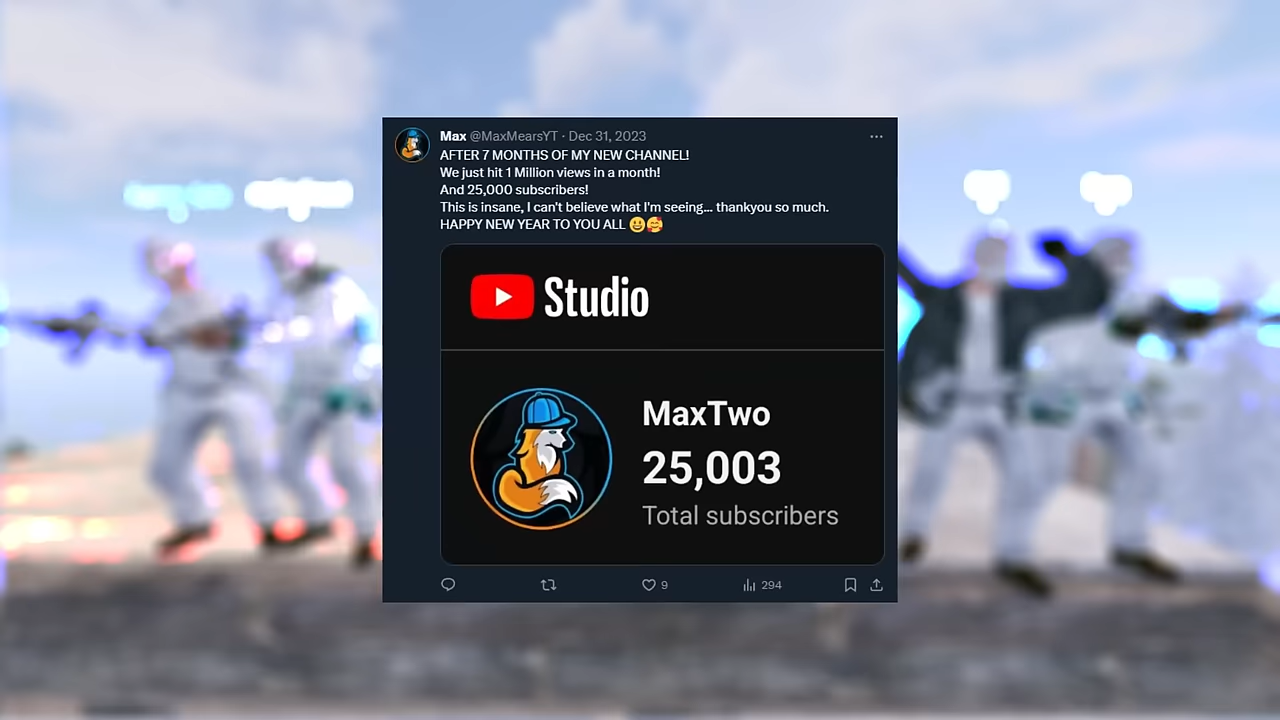 Max @MaxMearsYT · Dec 31, 2023
AFTER 7 MONTHS OF MY NEW CHANNEL!
We just hit 1 Million views in a month!
And 25,000 subscribers!
This is insane, I can't believe what I'm seeing... thankyou so much.
HAPPY NEW YEAR TO YOU ALL 😀🥰
Studio
MaxTwo
25,003
Total subscribers
9
294